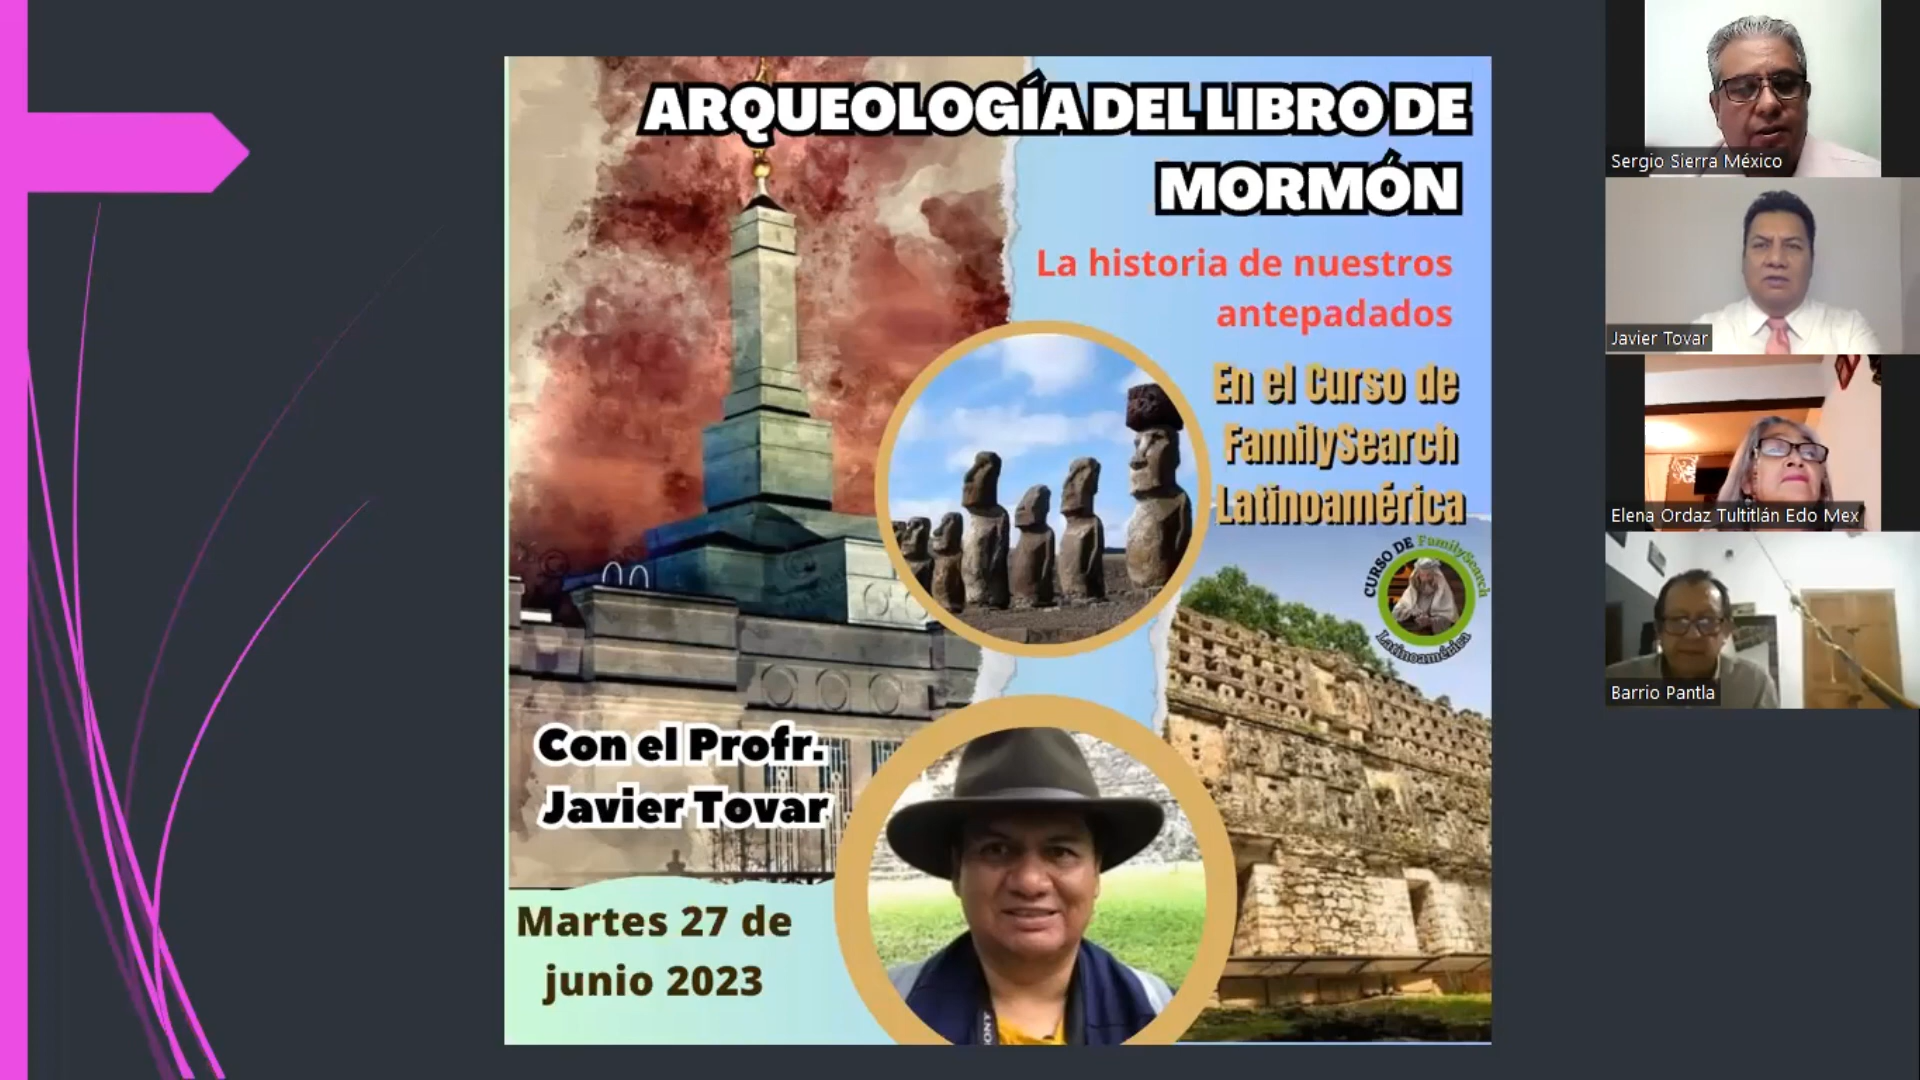 ARQUEOLOGÍA DEL LIBRO DE
MORMÓN
La historia de nuestros
antepadados
En el Curso de
FamilySearch
Latinoamérica
CURSO DE FamilySearch
Latinoamérica
Con el Profr.
Javier Tovar
Martes 27 de
junio 2023
Sergio Sierra México
Javier Tovar
Elena Ordaz Tultitlán Edo Mex
Barrio Pantla